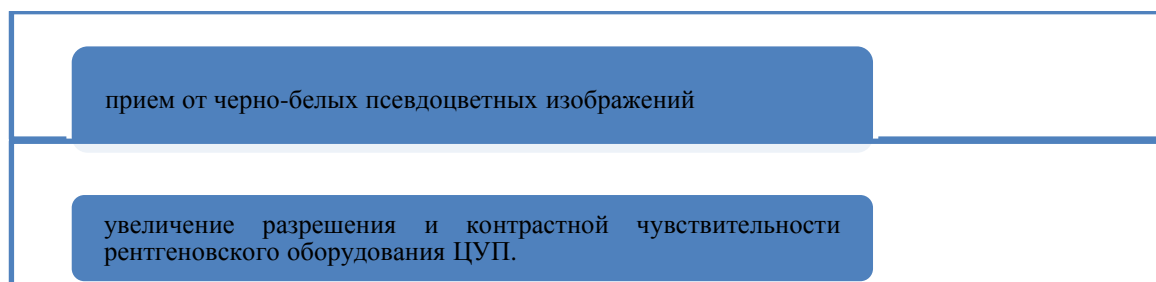 прием от черно-белых псевдоцветных изображений
увеличение разрешения и контрастной чувствительности
рентгеновского оборудования ЦУП.